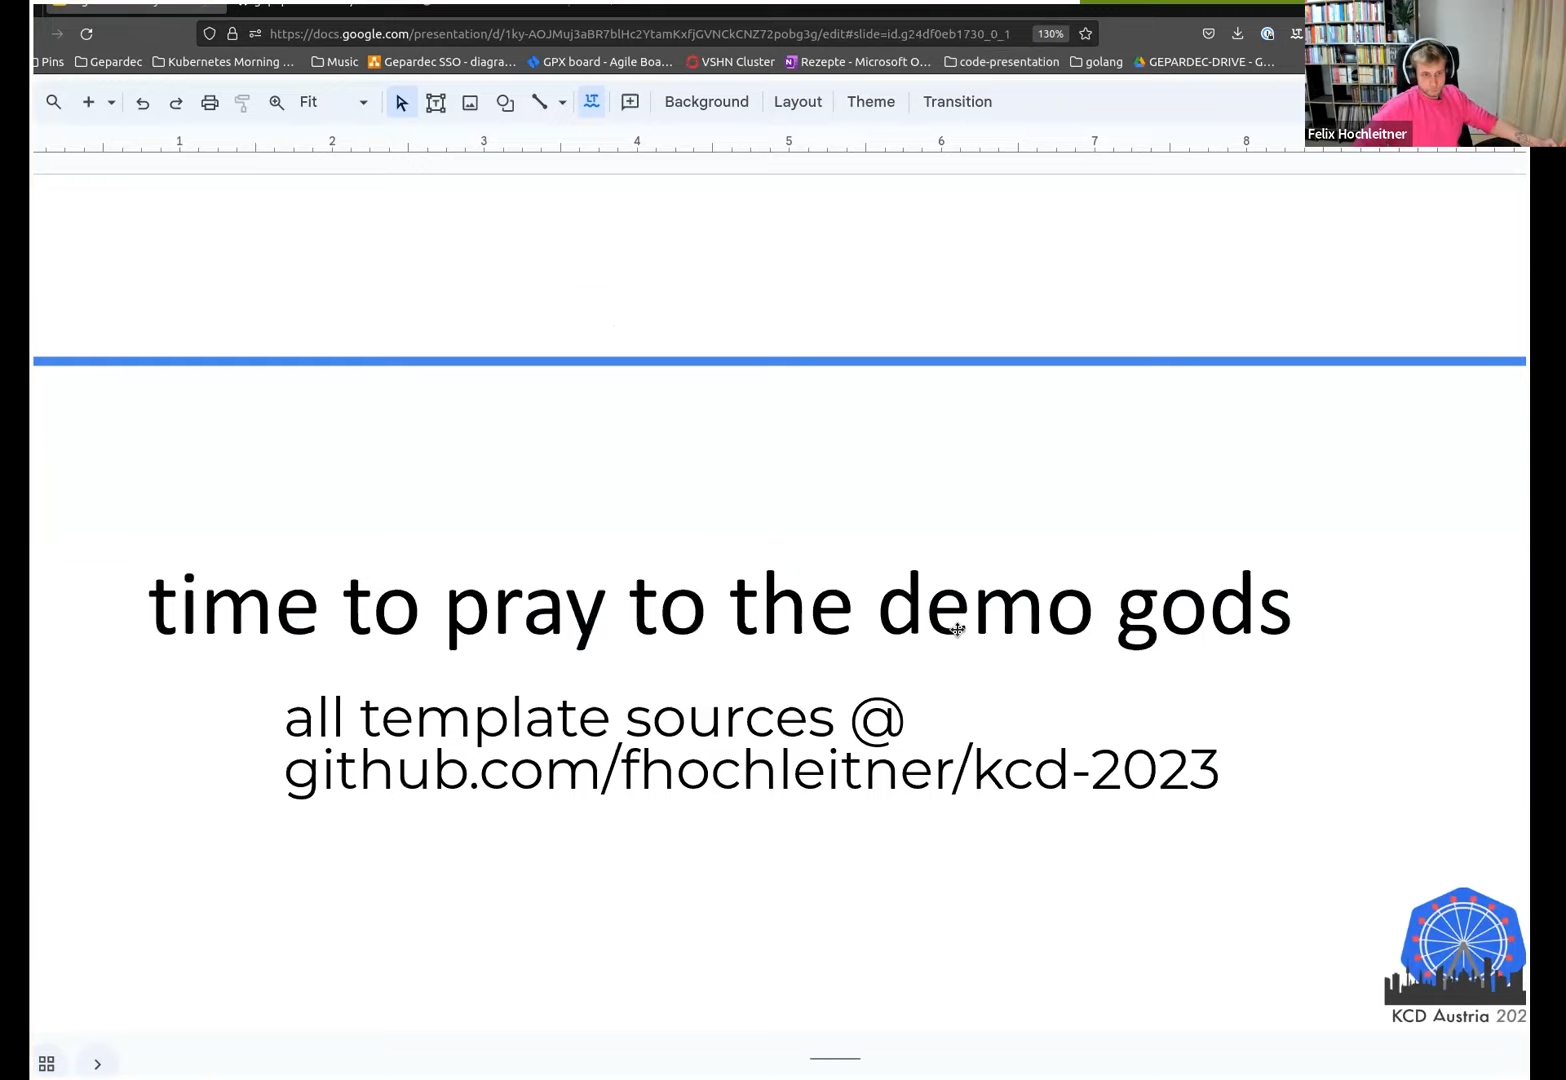 https://docs.google.com/presentation/d/1ky-AOJMuj3aBR7blHc2YtamKxfjGVNCkCNZ72pobg3g/edit#slide=id.g24df0eb1730_0_1
130%
Pins
Gepardec
Kubernetes Morning ...
Music
Gepardec SSO - diagra...
GPX board - Agile Boa...
VSHN Cluster
Rezepte - Microsoft O...
code-presentation
golang
GEPARDEC-DRIVE - G...
Fit
Background
Layout
Theme
Transition
Felix Hochleitner
1 2 3 4 5 6 7 8
time to pray to the demo gods
all template sources @
github.com/fhochleitner/kcd-2023
KCD Austria 202